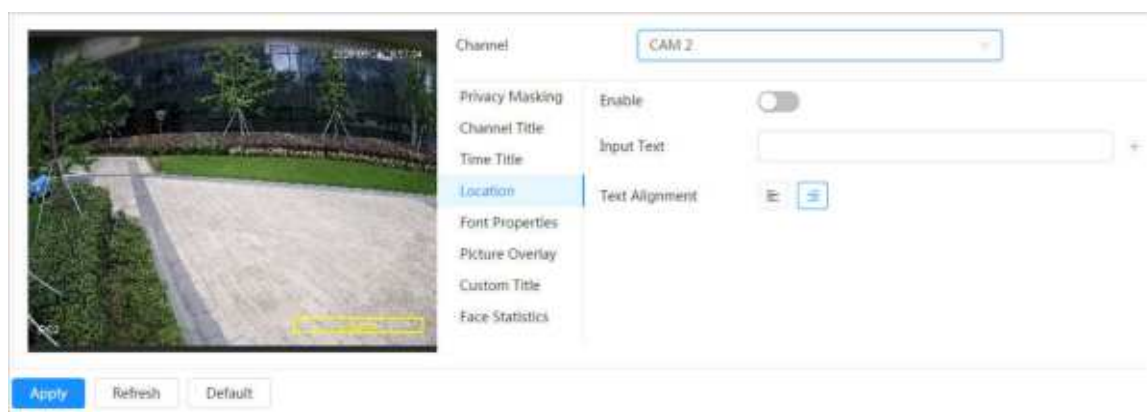 Channel
CAM 2
Privacy Masking
Channel Title
Time Title
Location
Font Properties
Picture Overlay
Custom Title
Face Statistics
Enable
Input Text
+
Text Alignment
Apply
Refresh
Default